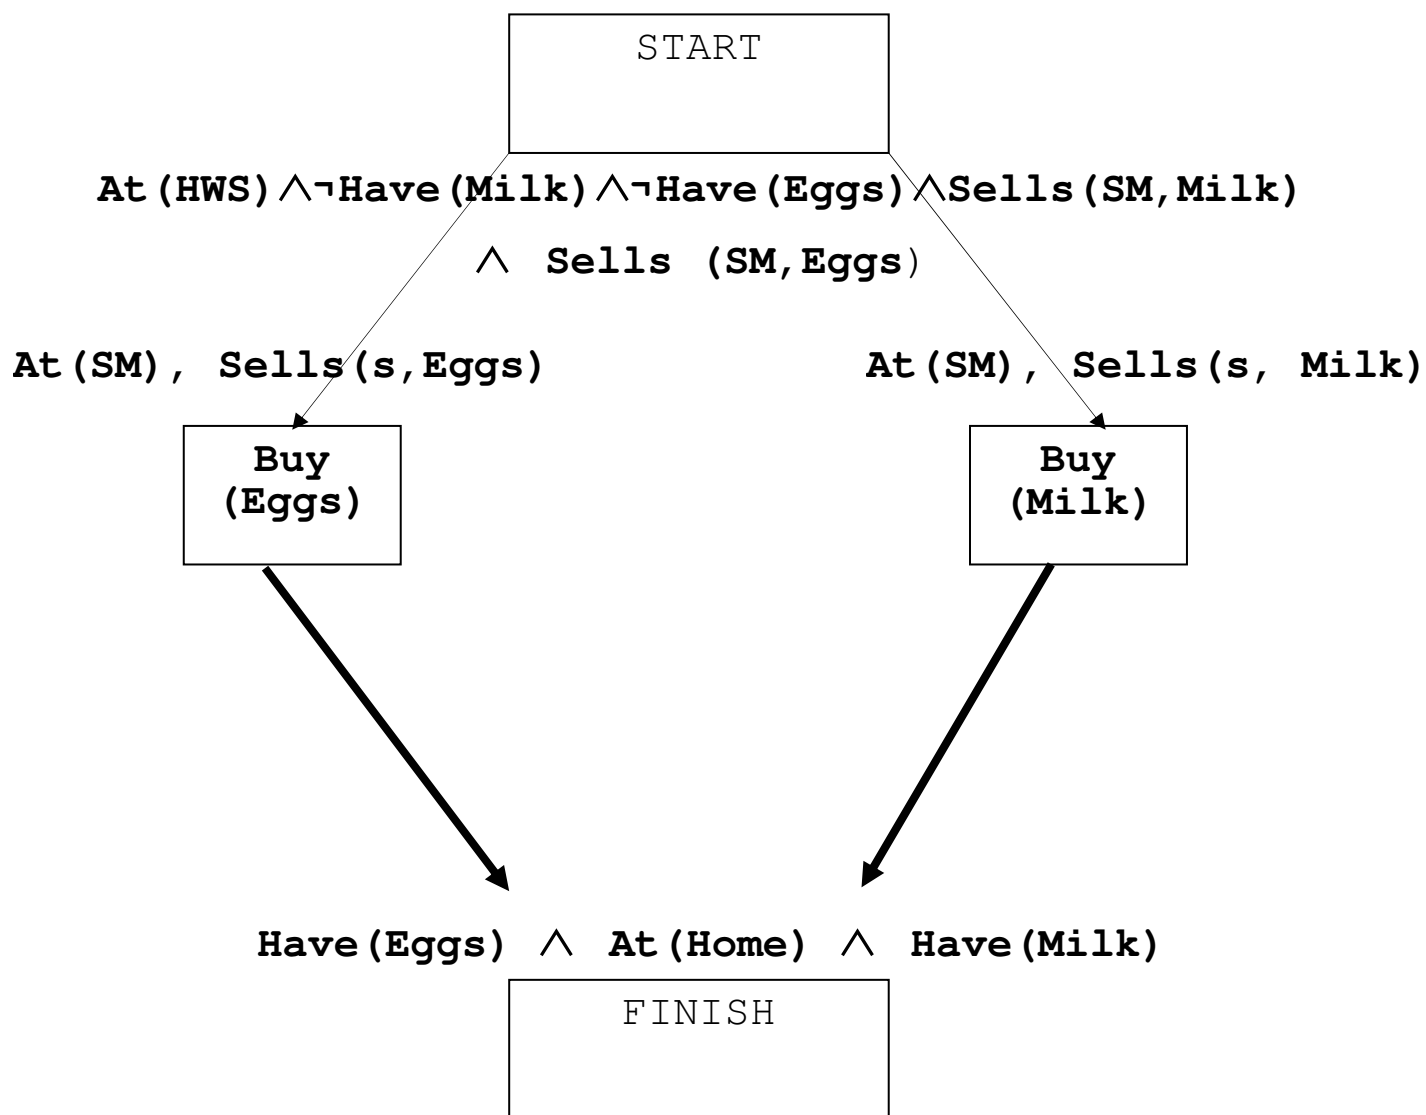 START
At(HWS)∧¬Have(Milk)∧¬Have(Eggs)∧Sells(SM,Milk)
∧ Sells (SM,Eggs)
At(SM), Sells(s,Eggs)
At(SM), Sells(s, Milk)
Buy
(Eggs)
Buy
(Milk)
Have(Eggs) ∧ At(Home) ∧ Have(Milk)
FINISH